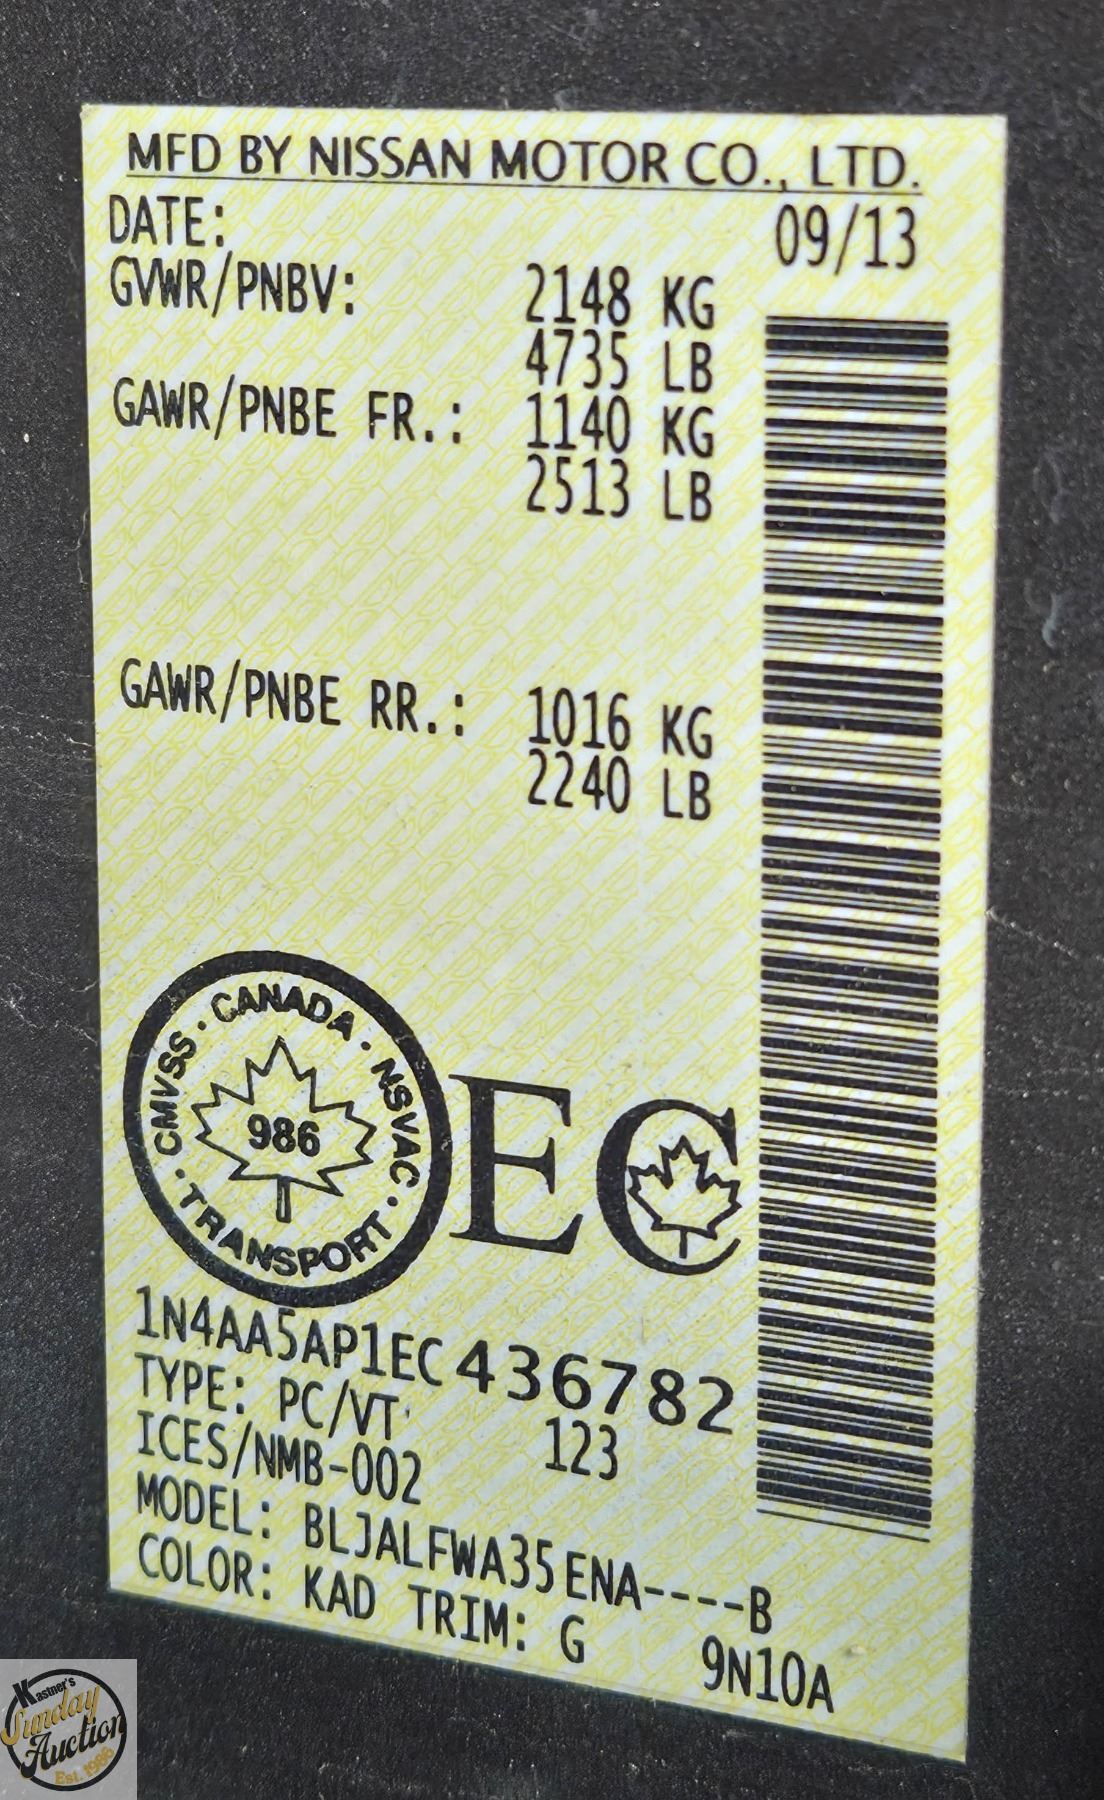 MFD BY NISSAN MOTOR CO., LTD.
DATE: 09/13
GVWR/PNBV: 2148 KG
4735 LB
GAWR/PNBE FR.: 1140 KG
2513 LB
GAWR/PNBE RR.: 1016 KG
2240 LB
CANADA · NSVAC · TRANSPORT · CMVSS ·
986
EC
1N4AA5AP1EC436782
TYPE: PC/VT 123
ICES/NMB-002
MODEL: BLJALFWA35ENA----B
COLOR: KAD TRIM: G 9N10A
Kastner's
Sunday
Auction
Est. 1986